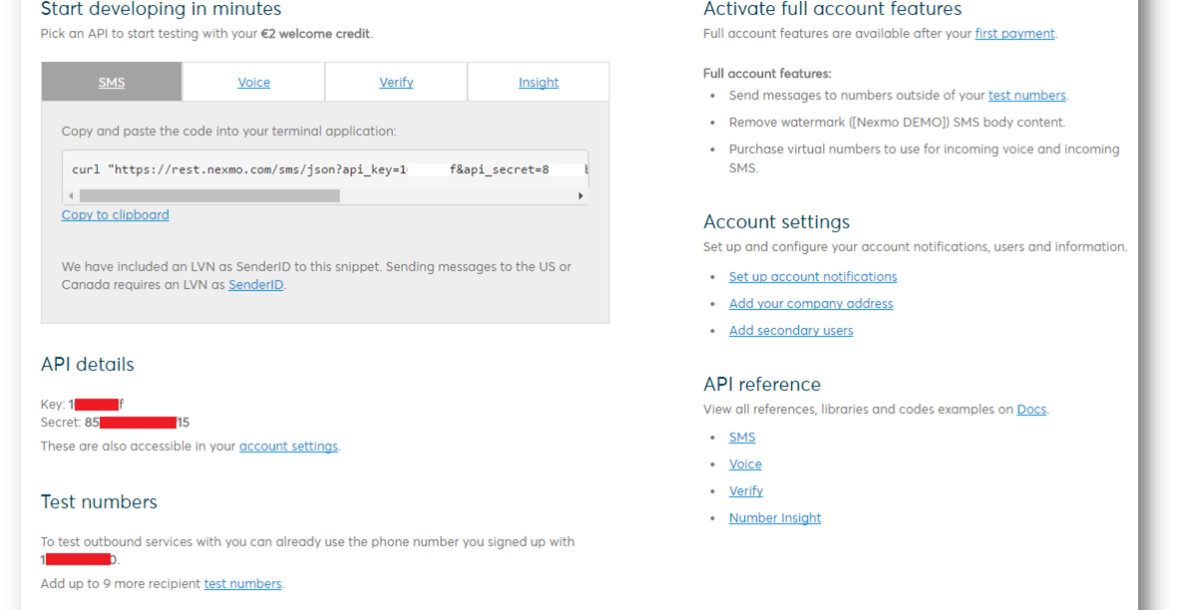 Start developing in minutes
Pick an API to start testing with your €2 welcome credit.
SMS
Voice
Verify
Insight
Copy and paste the code into your terminal application:
curl "https://rest.nexmo.com/sms/json?api_key=1 f&api_secret=8
Copy to clipboard
We have included an LVN as SenderID to this snippet. Sending messages to the US or
Canada requires an LVN as SenderID.
API details
Key: 1 f
Secret: 85 15
These are also accessible in your account settings.
Test numbers
To test outbound services with you can already use the phone number you signed up with
1 0.
Add up to 9 more recipient test numbers.
Activate full account features
Full account features are available after your first payment.
Full account features:
• Send messages to numbers outside of your test numbers.
• Remove watermark ([Nexmo DEMO]) SMS body content.
• Purchase virtual numbers to use for incoming voice and incoming
SMS.
Account settings
Set up and configure your account notifications, users and information.
• Set up account notifications
• Add your company address
• Add secondary users
API reference
View all references, libraries and codes examples on Docs.
• SMS
• Voice
• Verify
• Number Insight